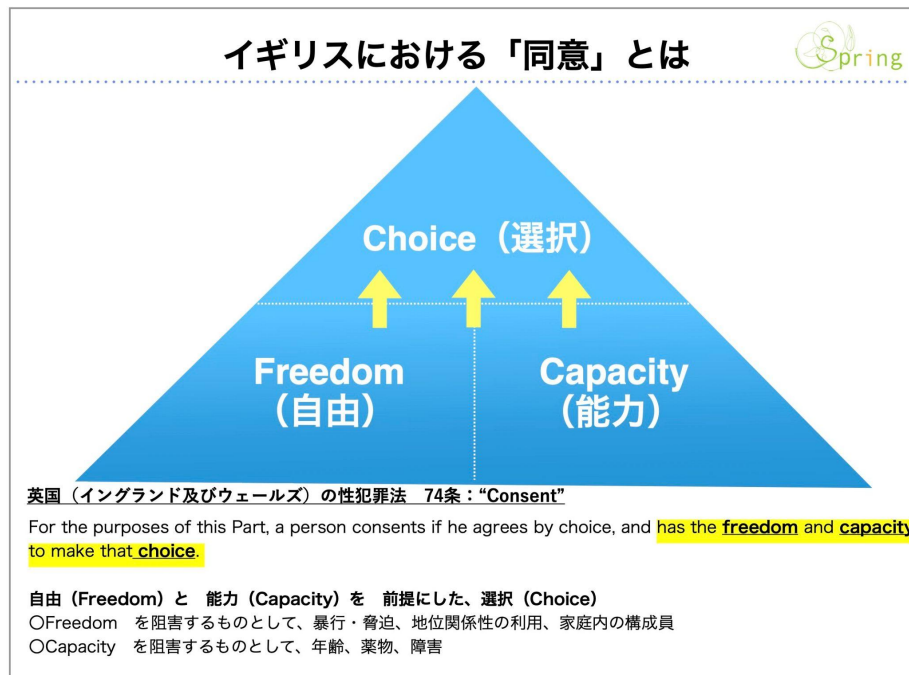 イギリスにおける「同意」とは
Spring
Choice（選択）
Freedom
（自由）
Capacity
（能力）
英国（イングランド及びウェールズ）の性犯罪法　74条：“Consent”
For the purposes of this Part, a person consents if he agrees by choice, and has the freedom and capacity
to make that choice.
自由（Freedom）と　能力（Capacity）を　前提にした、選択（Choice）
〇Freedom　を阻害するものとして、暴行・脅迫、地位関係性の利用、家庭内の構成員
〇Capacity　を阻害するものとして、年齢、薬物、障害